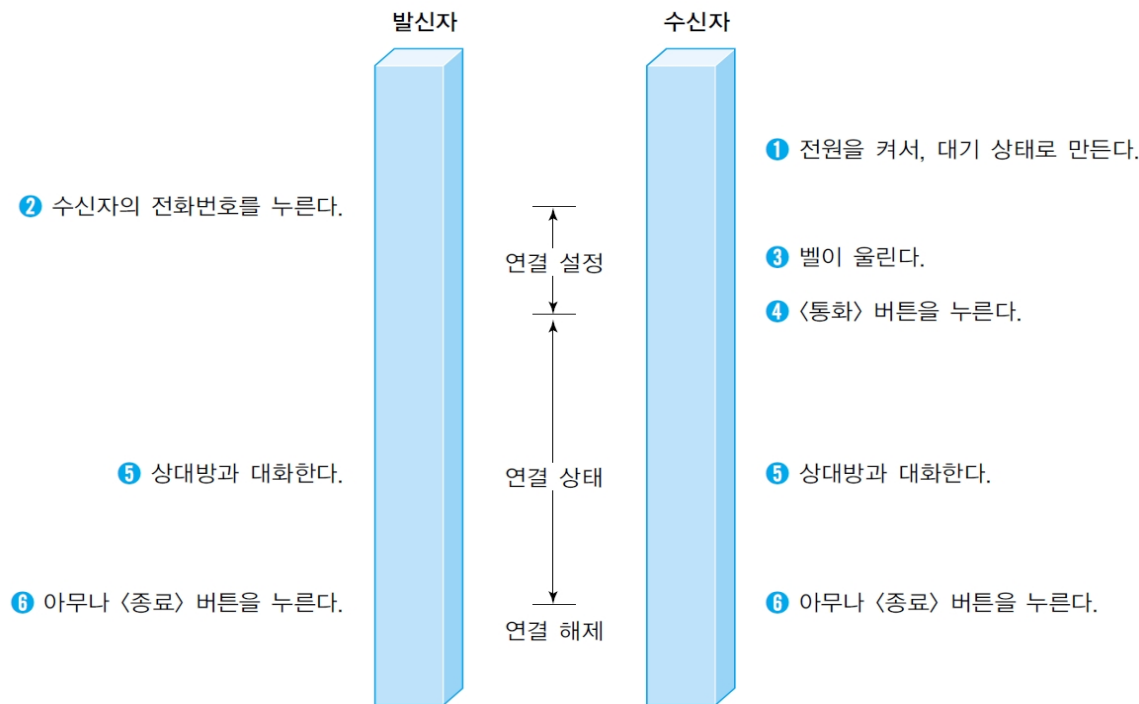 발신자
수신자
❶ 전원을 켜서, 대기 상태로 만든다.
❷ 수신자의 전화번호를 누른다.
연결 설정
❸ 벨이 울린다.
❹ 〈통화〉 버튼을 누른다.
❺ 상대방과 대화한다.
연결 상태
❺ 상대방과 대화한다.
❻ 아무나 〈종료〉 버튼을 누른다.
❻ 아무나 〈종료〉 버튼을 누른다.
연결 해제